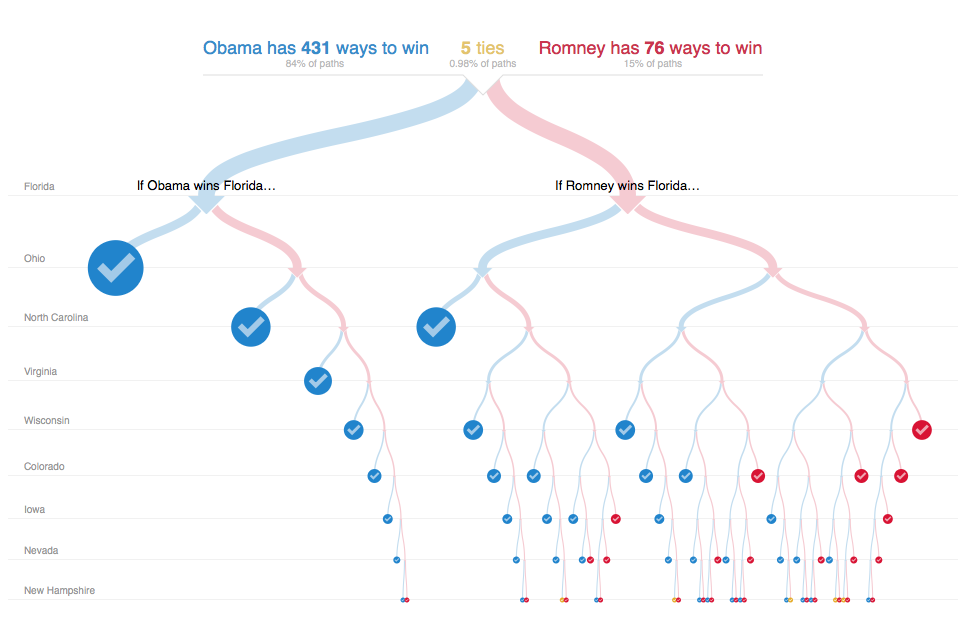 Obama has 431 ways to win
84% of paths
5 ties
0.98% of paths
Romney has 76 ways to win
15% of paths
Florida
If Obama wins Florida…
If Romney wins Florida…
Ohio
North Carolina
Virginia
Wisconsin
Colorado
Iowa
Nevada
New Hampshire